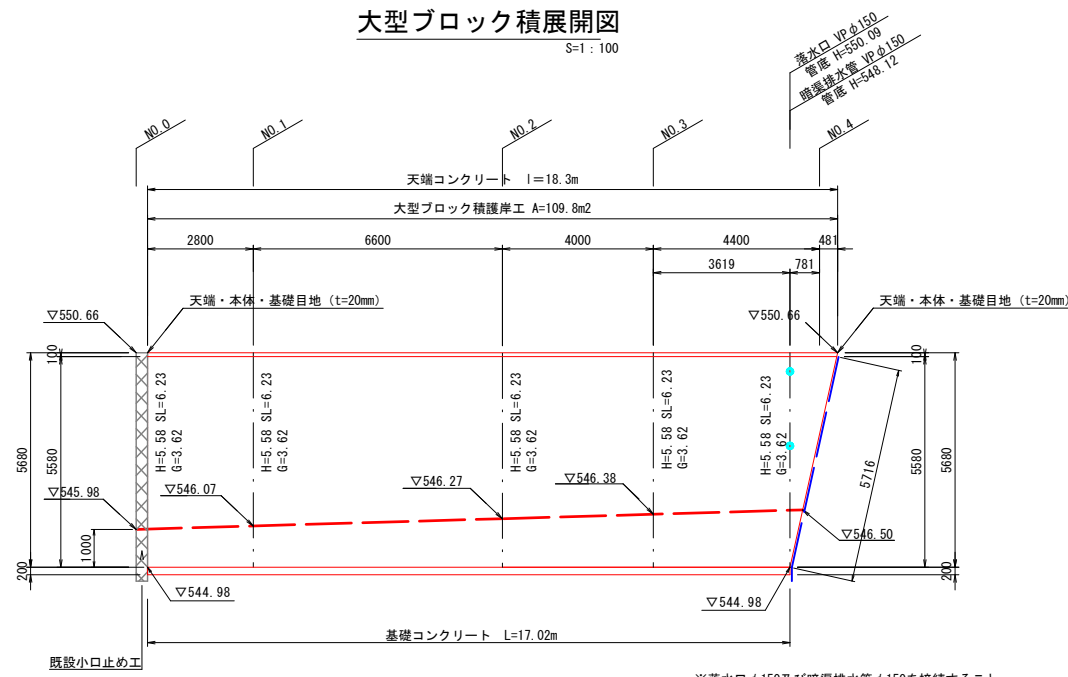 大型ブロック積展開図
S=1 : 100
落水口 VPφ150
管底 H=550.09
暗渠排水管 VPφ150
管底 H=548.12
NO.0
NO.1
NO.2
NO.3
NO.4
天端コンクリート l=18.3m
大型ブロック積護岸工 A=109.8m2
2800
6600
4000
4400
481
3619
781
天端・本体・基礎目地 (t=20mm)
天端・本体・基礎目地 (t=20mm)
▽550.66
▽550.66
100
100
H=5.58 SL=6.23
G=3.62
H=5.58 SL=6.23
G=3.62
H=5.58 SL=6.23
G=3.62
H=5.58 SL=6.23
G=3.62
H=5.58 SL=6.23
G=3.62
5680
5580
5716
5580
5680
▽545.98
▽546.07
▽546.27
▽546.38
▽546.50
1000
200
200
▽544.98
▽544.98
基礎コンクリート L=17.02m
既設小口止め工